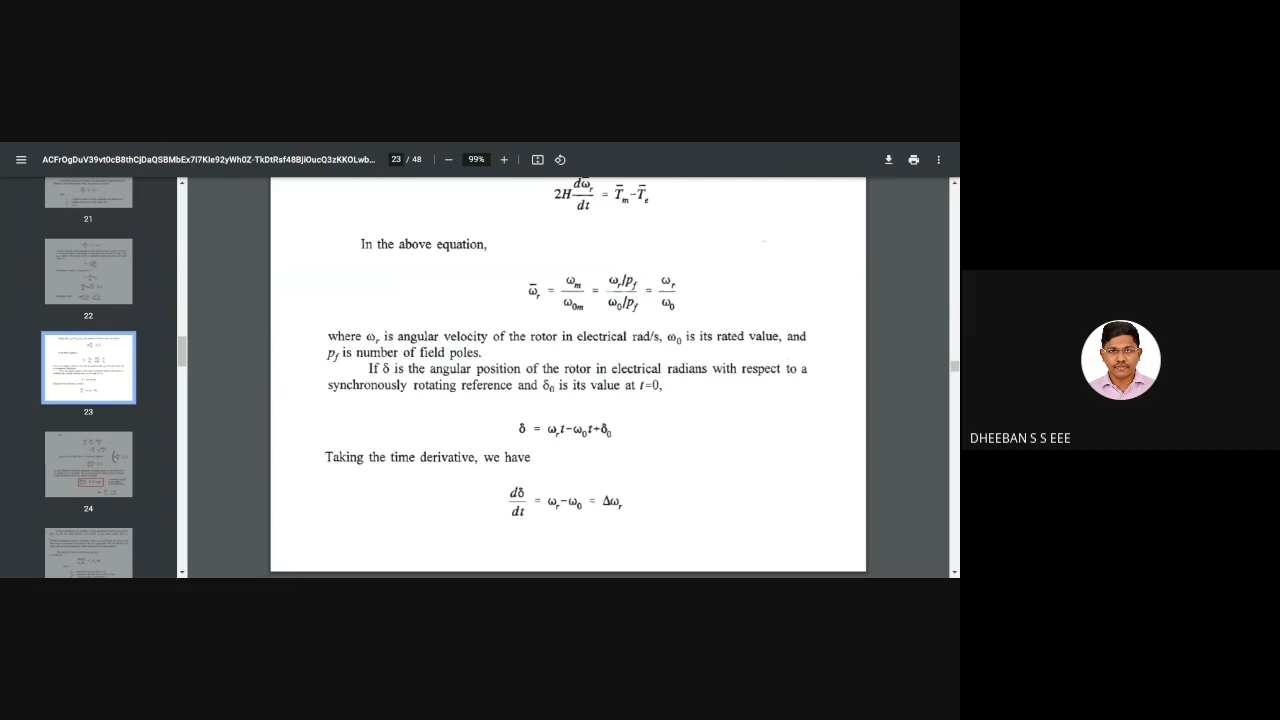 ACFrOgDuV39vt0cB8thCjDaQSBMbEx7i7Kie92yWh0Z-TkDtRsf48BjiOucQ3zKKOLwb... 23 / 48 99%
21
22
23
24
2H dω̄r/dt = T̄m − T̄e
In the above equation,
ω̄r = ωm/ω0m = (ωr/pf)/(ω0/pf) = ωr/ω0
where ωr is angular velocity of the rotor in electrical rad/s, ω0 is its rated value, and
pf is number of field poles.
If δ is the angular position of the rotor in electrical radians with respect to a
synchronously rotating reference and δ0 is its value at t=0,
δ = ωrt−ω0t+δ0
Taking the time derivative, we have
dδ/dt = ωr−ω0 = Δωr
DHEEBAN S S EEE